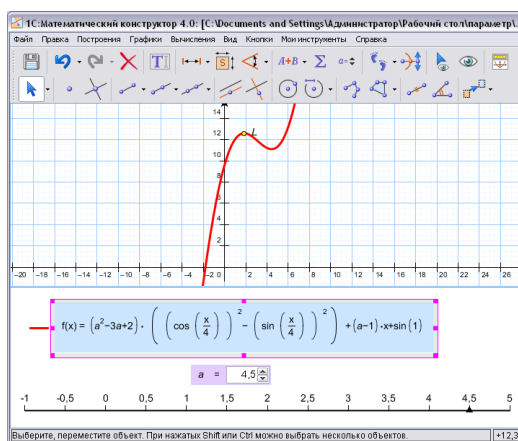 1С:Математический конструктор 4.0: [C:\Documents and Settings\Администратор\Рабочий стол\параметр\.
Файл Правка Построения Графики Вычисления Вид Кнопки Мои инструменты Справка
T S A+B Σ a=
14
12
L
10
8
6
4
2
−20 −18 −16 −14 −12 −10 −8 −6 −4 −2 0 2 4 6 8 10 12 14 16 18 20 22 24 26
f(x) = (a²−3a+2)·((cos(x/4))²−(sin(x/4))²)+(a−1)·x+sin(1)
a = 4,5
-1 -0,5 0 0,5 1 1,5 2 2,5 3 3,5 4 4,5 5
Выберите, переместите объект. При нажатых Shift или Ctrl можно выбрать несколько объектов. +12,3